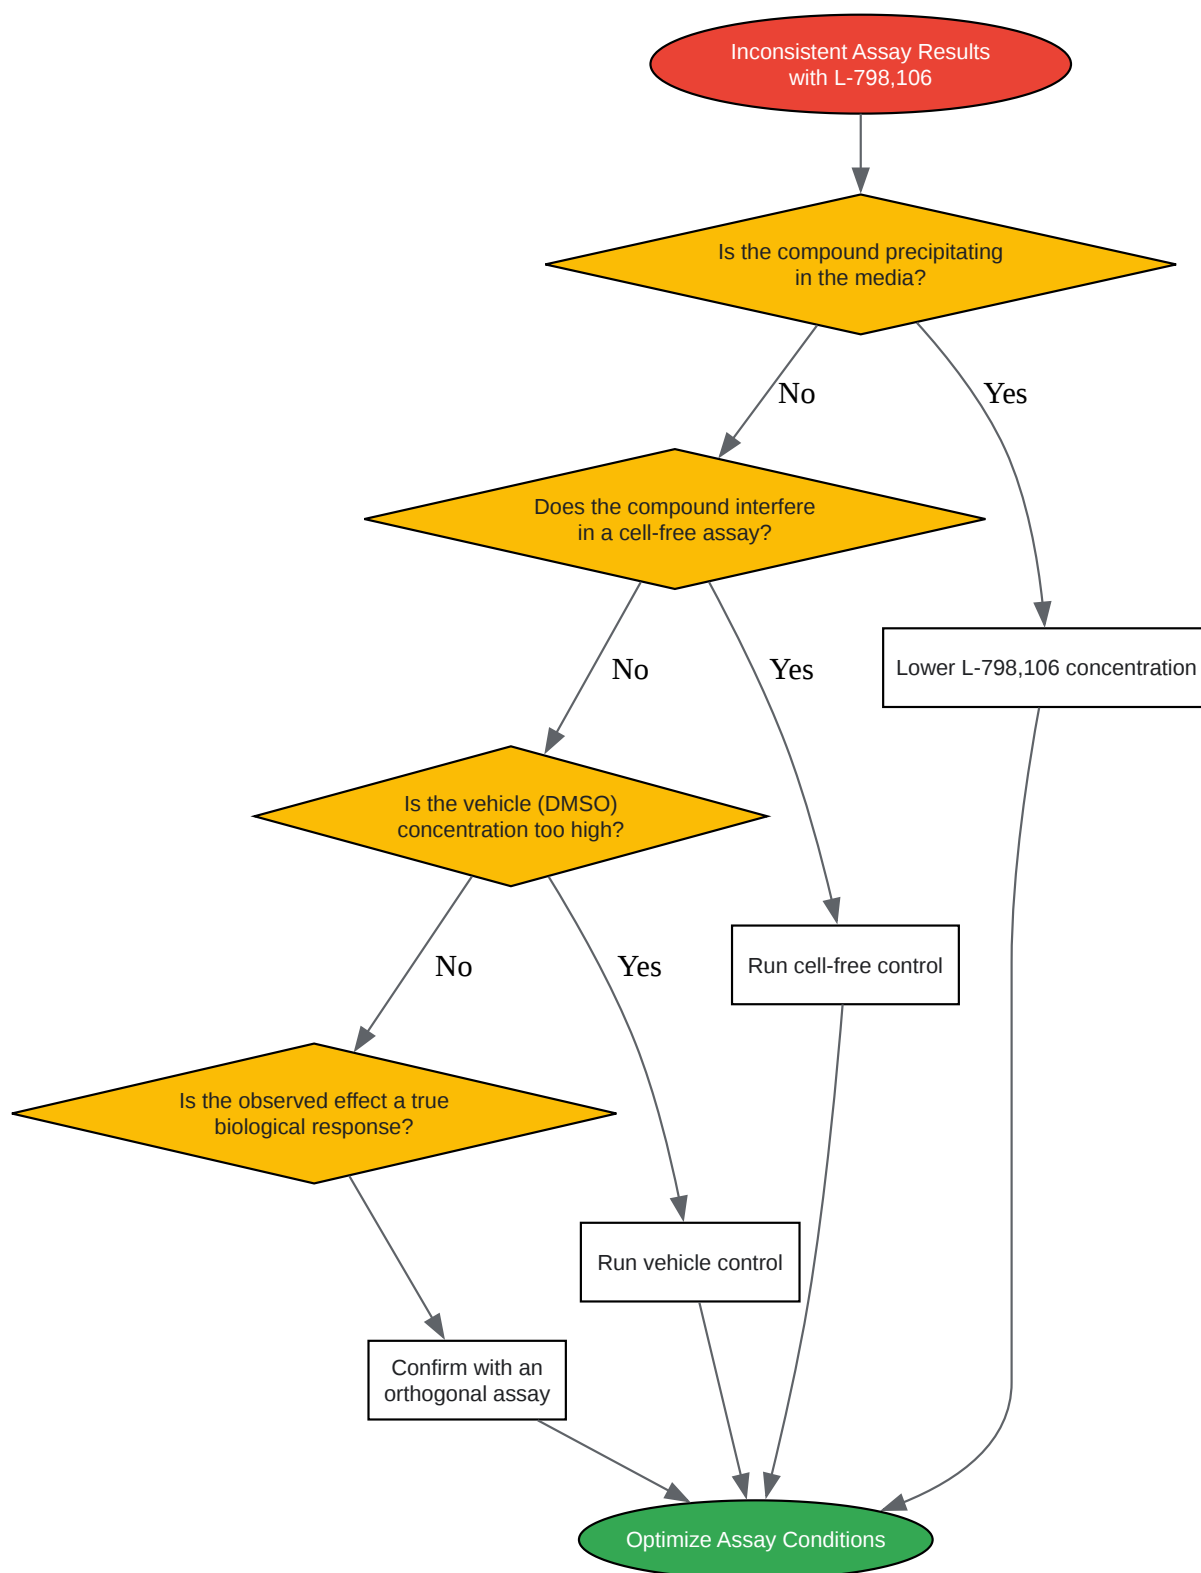 Inconsistent Assay Results
with L-798,106
Is the compound precipitating
in the media?
No
Yes
Does the compound interfere
in a cell-free assay?
No
Yes
Lower L-798,106 concentration
Is the vehicle (DMSO)
concentration too high?
No
Yes
Run cell-free control
Is the observed effect a true
biological response?
Run vehicle control
Confirm with an
orthogonal assay
Optimize Assay Conditions